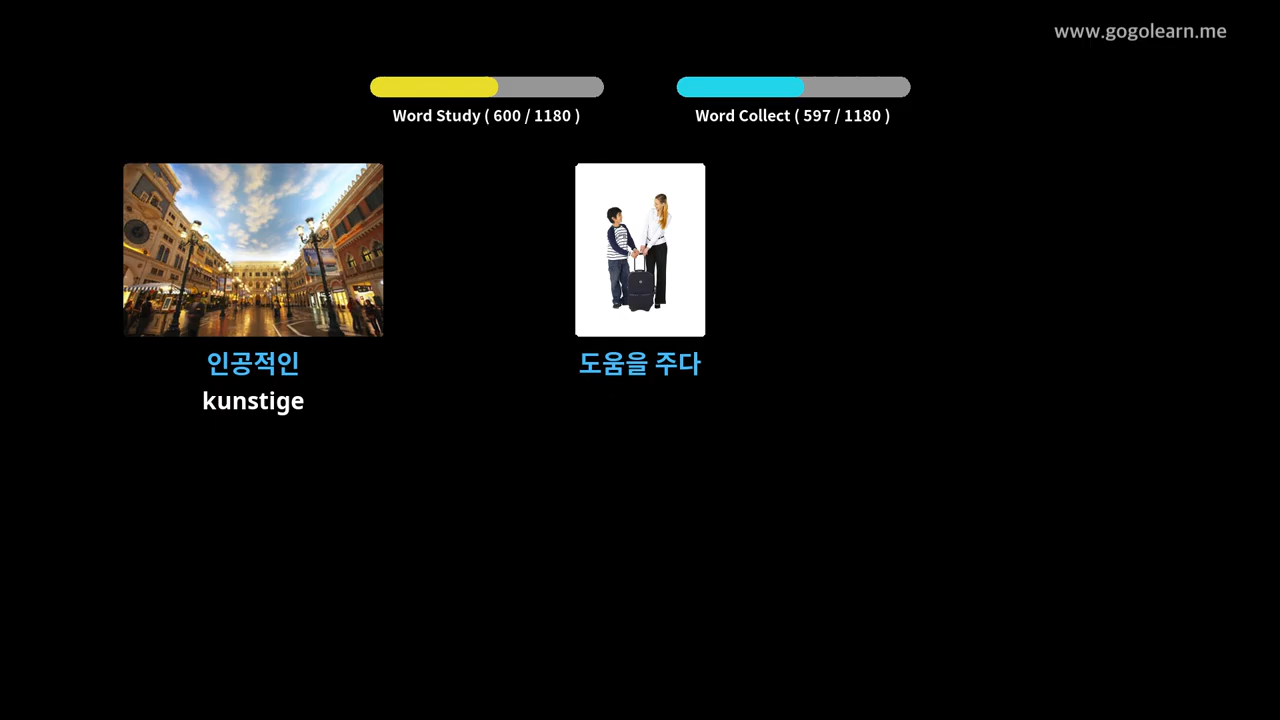 www.gogolearn.me
Word Study ( 600 / 1180 )
Word Collect ( 597 / 1180 )
인공적인
kunstige
도움을 주다